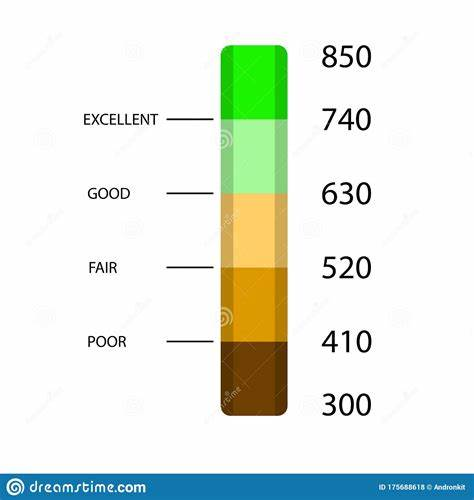 850
EXCELLENT 740
GOOD 630
FAIR 520
POOR 410
300
dreamstime.com
ID 175688618 © Andronkit